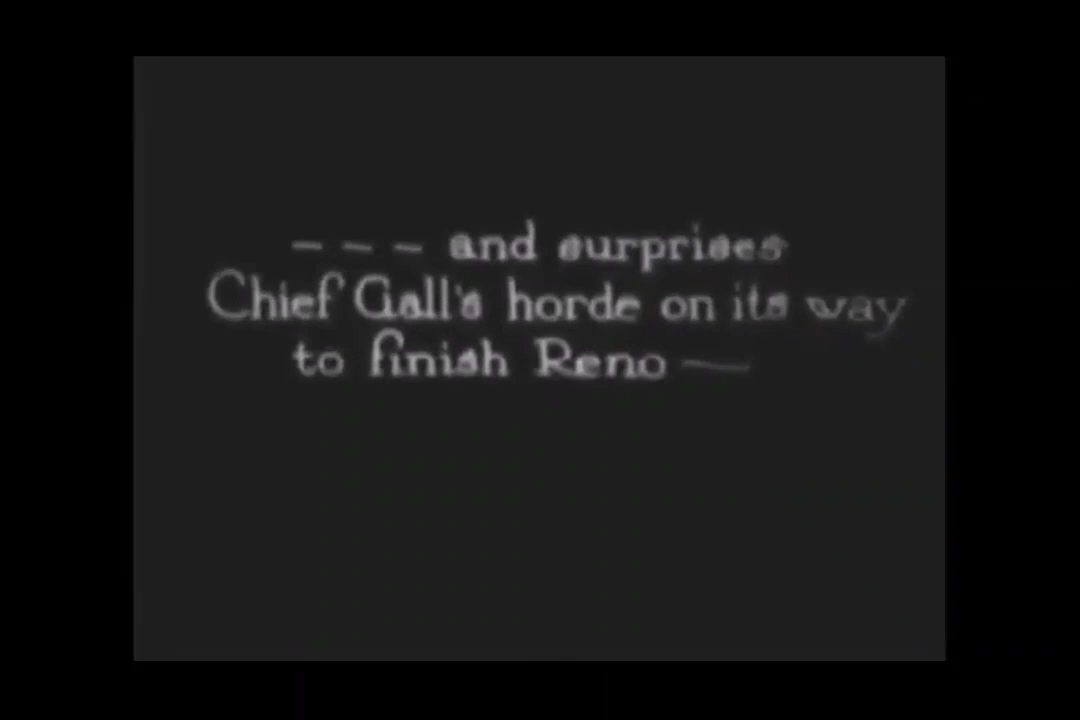 - - - and surprises
Chief Gall's horde on its way
to finish Reno —